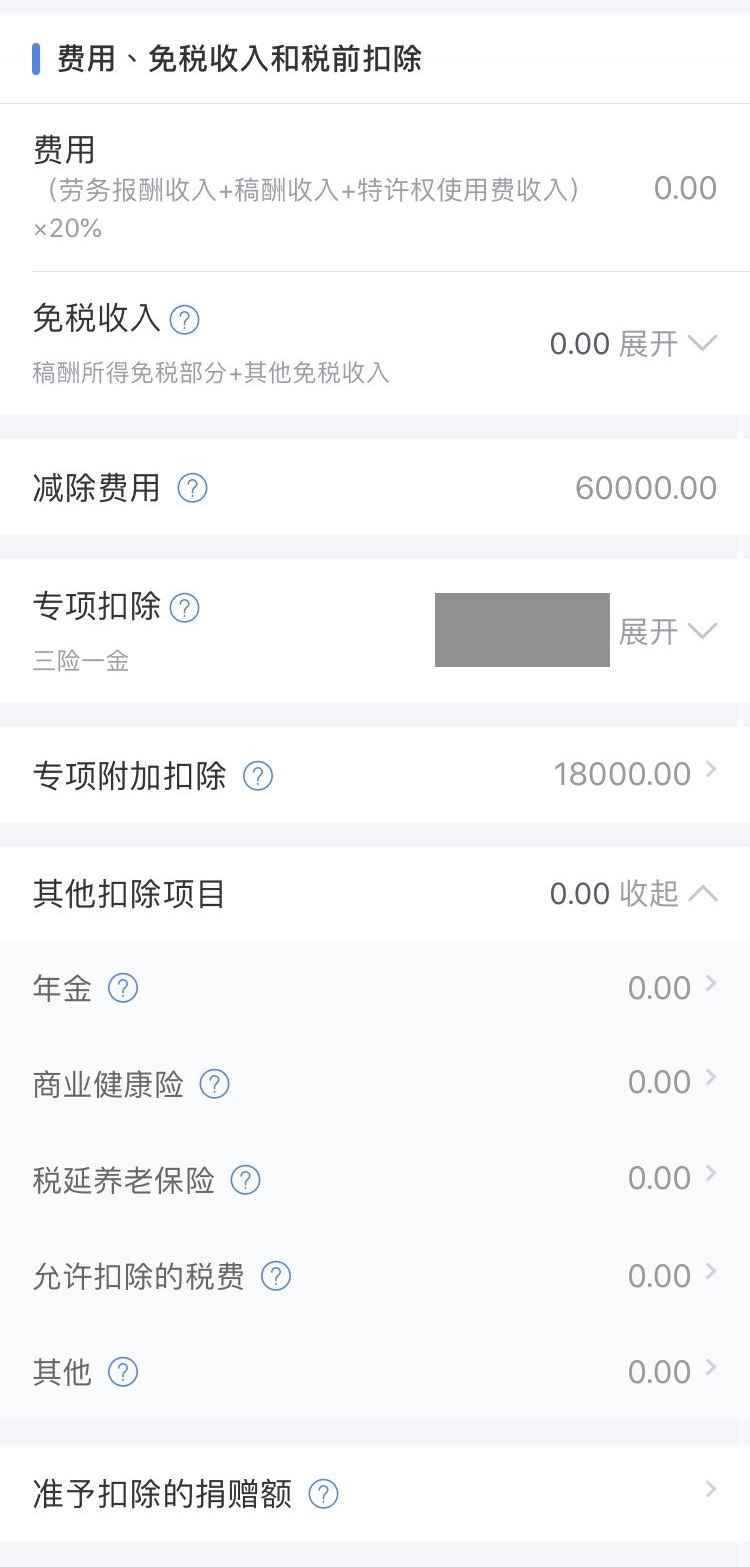 费用、免税收入和税前扣除
费用
（劳务报酬收入+稿酬收入+特许权使用费收入）
×20%
0.00
免税收入 ?
稿酬所得免税部分+其他免税收入
0.00 展开
减除费用 ?
60000.00
专项扣除 ?
三险一金
展开
专项附加扣除 ?
18000.00
其他扣除项目
0.00 收起
年金 ?
0.00
商业健康险 ?
0.00
税延养老保险 ?
0.00
允许扣除的税费 ?
0.00
其他 ?
0.00
准予扣除的捐赠额 ?